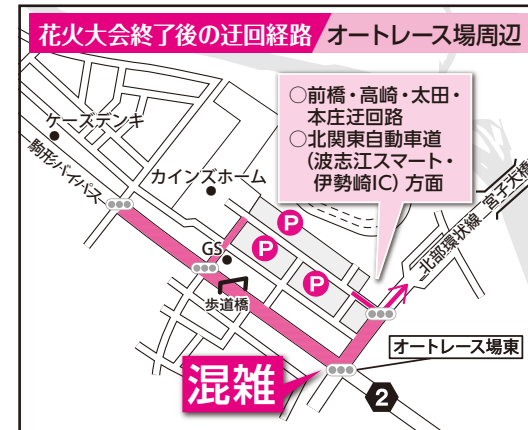 花火大会終了後の迂回経路 オートレース場周辺
○前橋・高崎・太田・
本庄迂回路
○北関東自動車道
(波志江スマート・
伊勢崎IC) 方面
ケーズデンキ
駒形バイパス
カインズホーム
P
P
P
GS
歩道橋
北部環状線
宮子大橋
オートレース場東
混雑
2